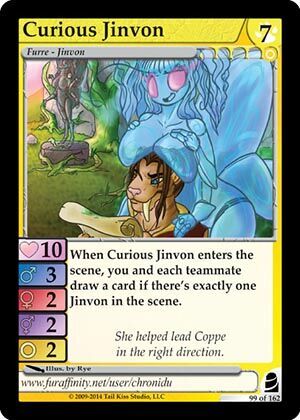 Curious Jinvon
7
Furre - Jinvon
10
3
2
2
When Curious Jinvon enters the
scene, you and each teammate
draw a card if there's exactly one
Jinvon in the scene.
She helped lead Coppe
in the right direction.
Illus. by Rye
www.furaffinity.net/user/chronidu
© 2009-2014 Tail Kiss Studio, LLC
99 of 162